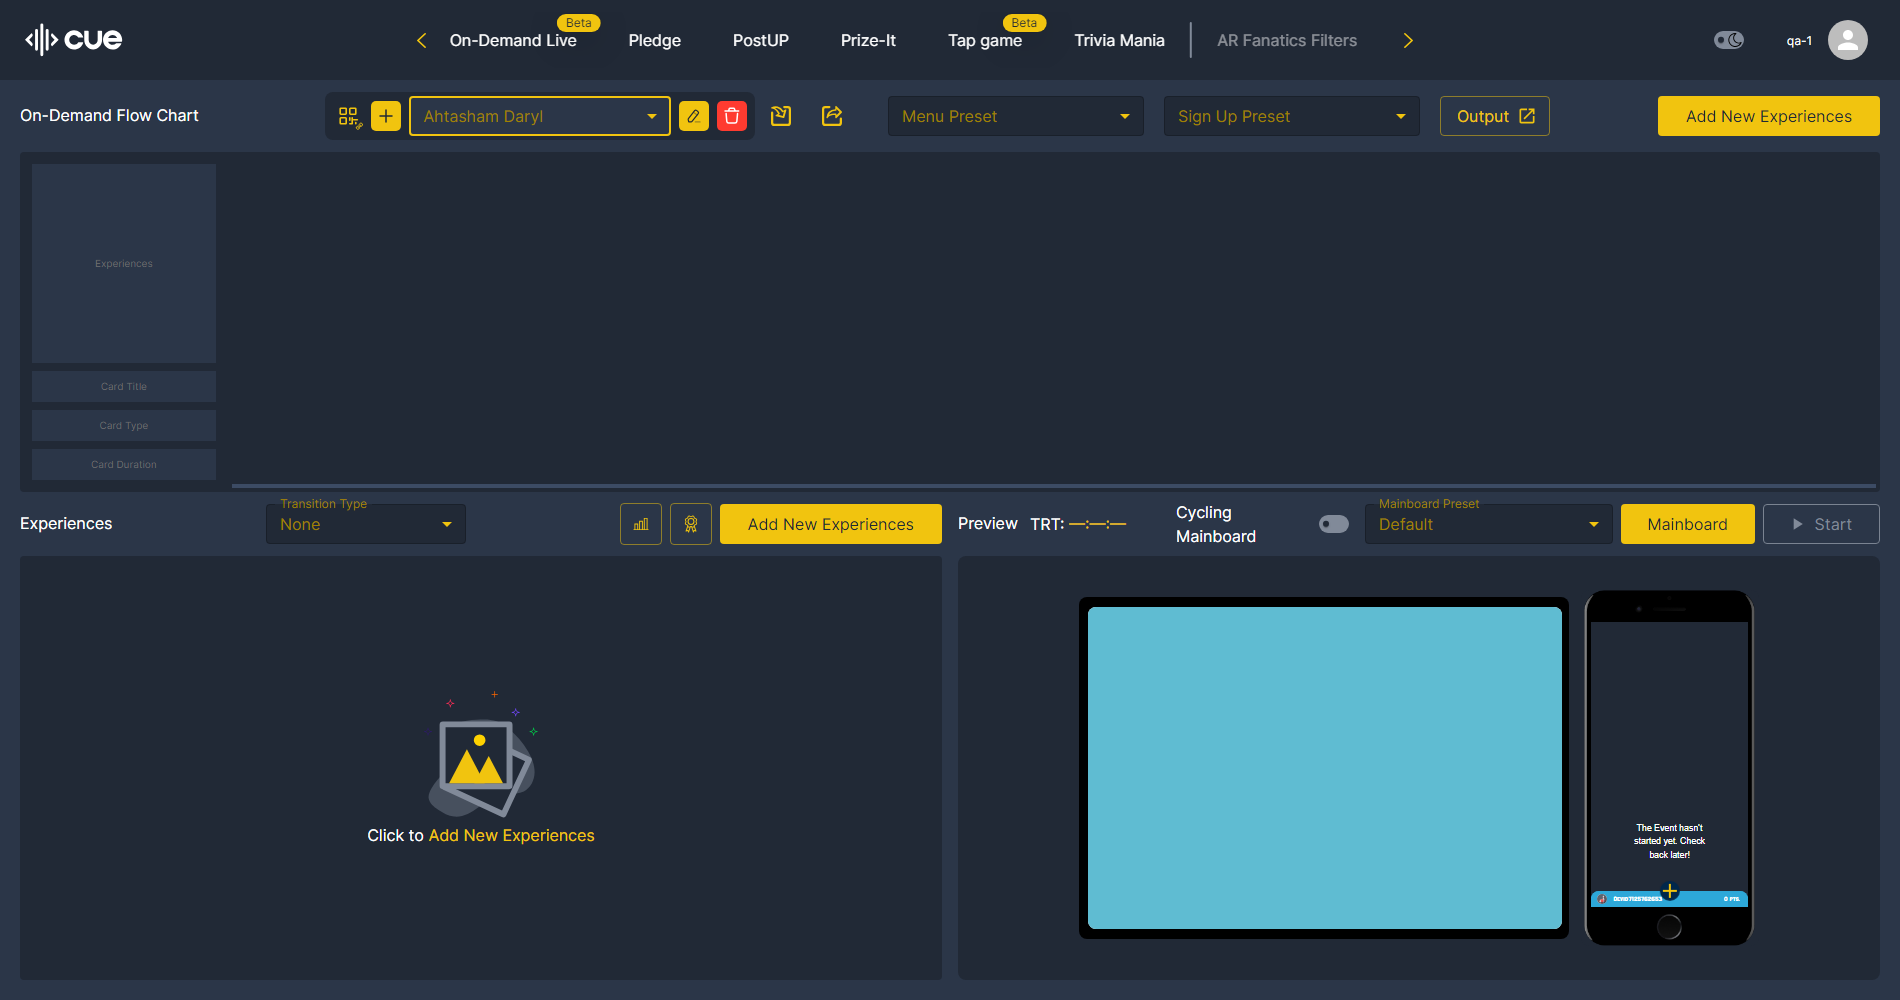 cue
Beta
On-Demand Live
Pledge
PostUP
Prize-It
Beta
Tap game
Trivia Mania
AR Fanatics Filters
qa-1
On-Demand Flow Chart
Ahtasham Daryl
Menu Preset
Sign Up Preset
Output
Add New Experiences
Experiences
Card Title
Card Type
Card Duration
Experiences
Transition Type
None
Add New Experiences
Preview
TRT: —:—:—
Cycling
Mainboard
Mainboard Preset
Default
Mainboard
Start
Click to Add New Experiences
The Event hasn't
started yet. Check
back later!
0 PTS.